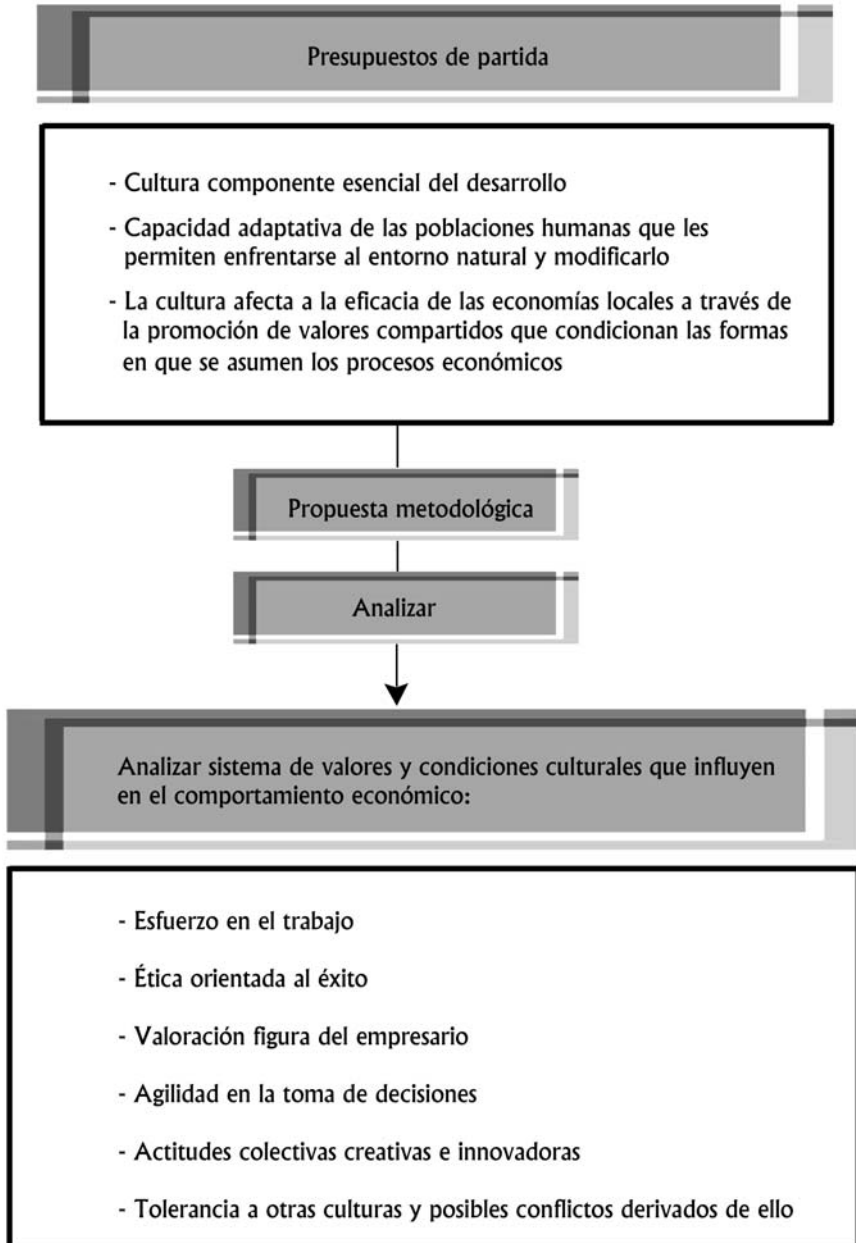 Presupuestos de partida
- Cultura componente esencial del desarrollo
- Capacidad adaptativa de las poblaciones humanas que les
permiten enfrentarse al entorno natural y modificarlo
- La cultura afecta a la eficacia de las economías locales a través de
la promoción de valores compartidos que condicionan las formas
en que se asumen los procesos económicos
Propuesta metodológica
Analizar
Analizar sistema de valores y condiciones culturales que influyen
en el comportamiento económico:
- Esfuerzo en el trabajo
- Ética orientada al éxito
- Valoración figura del empresario
- Agilidad en la toma de decisiones
- Actitudes colectivas creativas e innovadoras
- Tolerancia a otras culturas y posibles conflictos derivados de ello